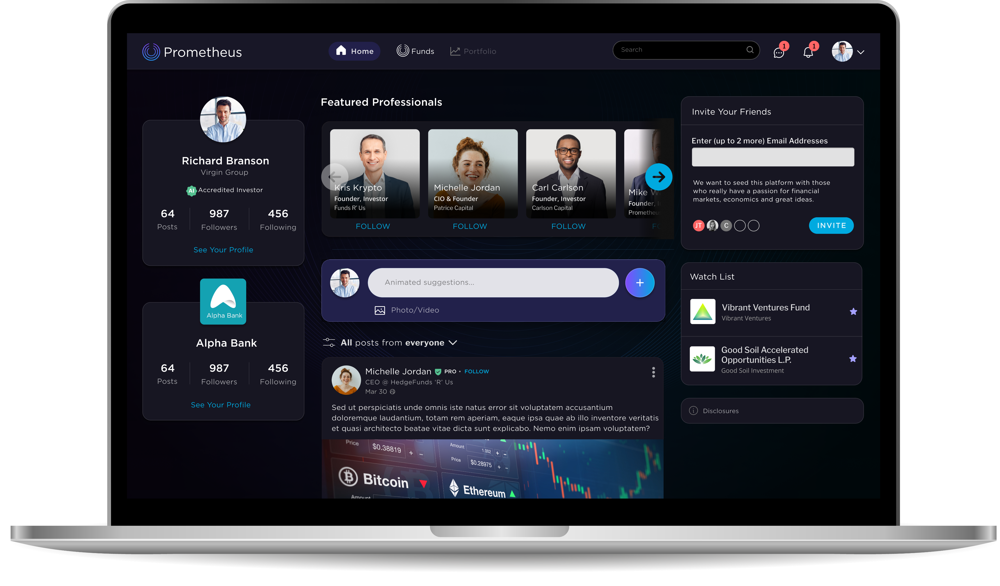 Prometheus
Home
Funds
Portfolio
Search
1
1
Richard Branson
Virgin Group
AI Accredited Investor
64
Posts
987
Followers
456
Following
See Your Profile
Alpha Bank
Alpha Bank
64
Posts
987
Followers
456
Following
See Your Profile
Featured Professionals
Kris Krypto
Founder, Investor
Funds R’ Us
FOLLOW
Michelle Jordan
CIO & Founder
Patrice Capital
FOLLOW
Carl Carlson
Founder, Investor
Carlson Capital
FOLLOW
Mike W
Founder, I
Prometheus
FO
Animated suggestions...
+
Photo/Video
All posts from everyone
Michelle Jordan PRO • FOLLOW
CEO @ HedgeFunds ‘R’ Us
Mar 30
Sed ut perspiciatis unde omnis iste natus error sit voluptatem accusantium
doloremque laudantium, totam rem aperiam, eaque ipsa quae ab illo inventore veritatis
et quasi architecto beatae vitae dicta sunt explicabo. Nemo enim ipsam voluptatem?
Price $0.38819 + −
Amount 1.002 + −
Price $0.28975 + −
Bitcoin
Ethereum
Amount
Invite Your Friends
Enter (up to 2 more) Email Addresses
We want to seed this platform with those
who really have a passion for financial
markets, economics and great ideas.
JT
C
INVITE
Watch List
Vibrant Ventures Fund
Vibrant Ventures
Good Soil Accelerated
Opportunities L.P.
Good Soil Investment
Disclosures